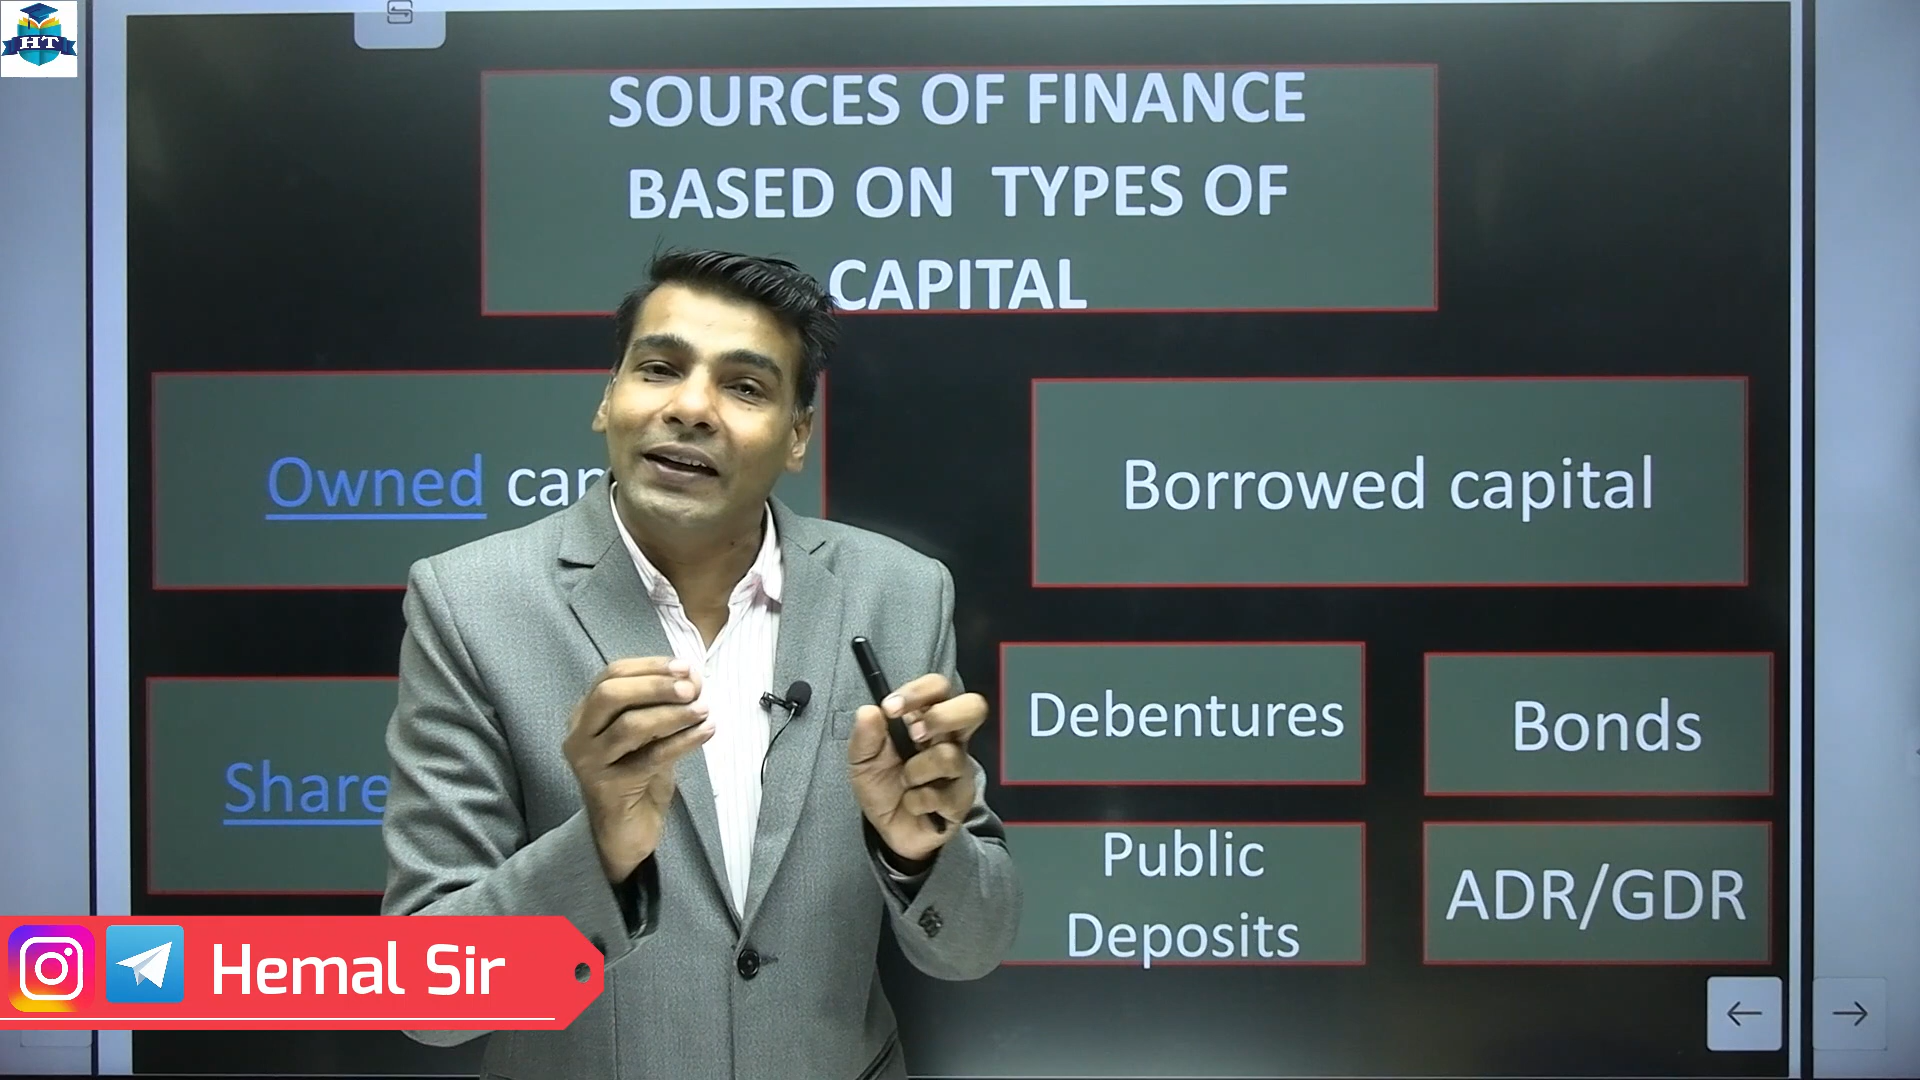 HT
SOURCES OF FINANCE
BASED ON TYPES OF
CAPITAL
Owned
Borrowed capital
Share
Debentures
Bonds
Public
Deposits
ADR/GDR
Hemal Sir